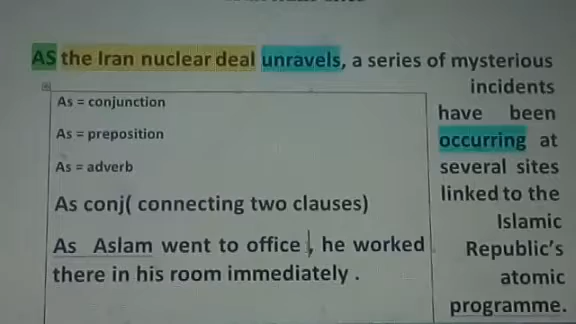 AS the Iran nuclear deal unravels, a series of mysterious
incidents
have been
occurring at
several sites
linked to the
Islamic
Republic's
atomic
programme.
As = conjunction
As = preposition
As = adverb
As conj( connecting two clauses)
As Aslam went to office , he worked
there in his room immediately .